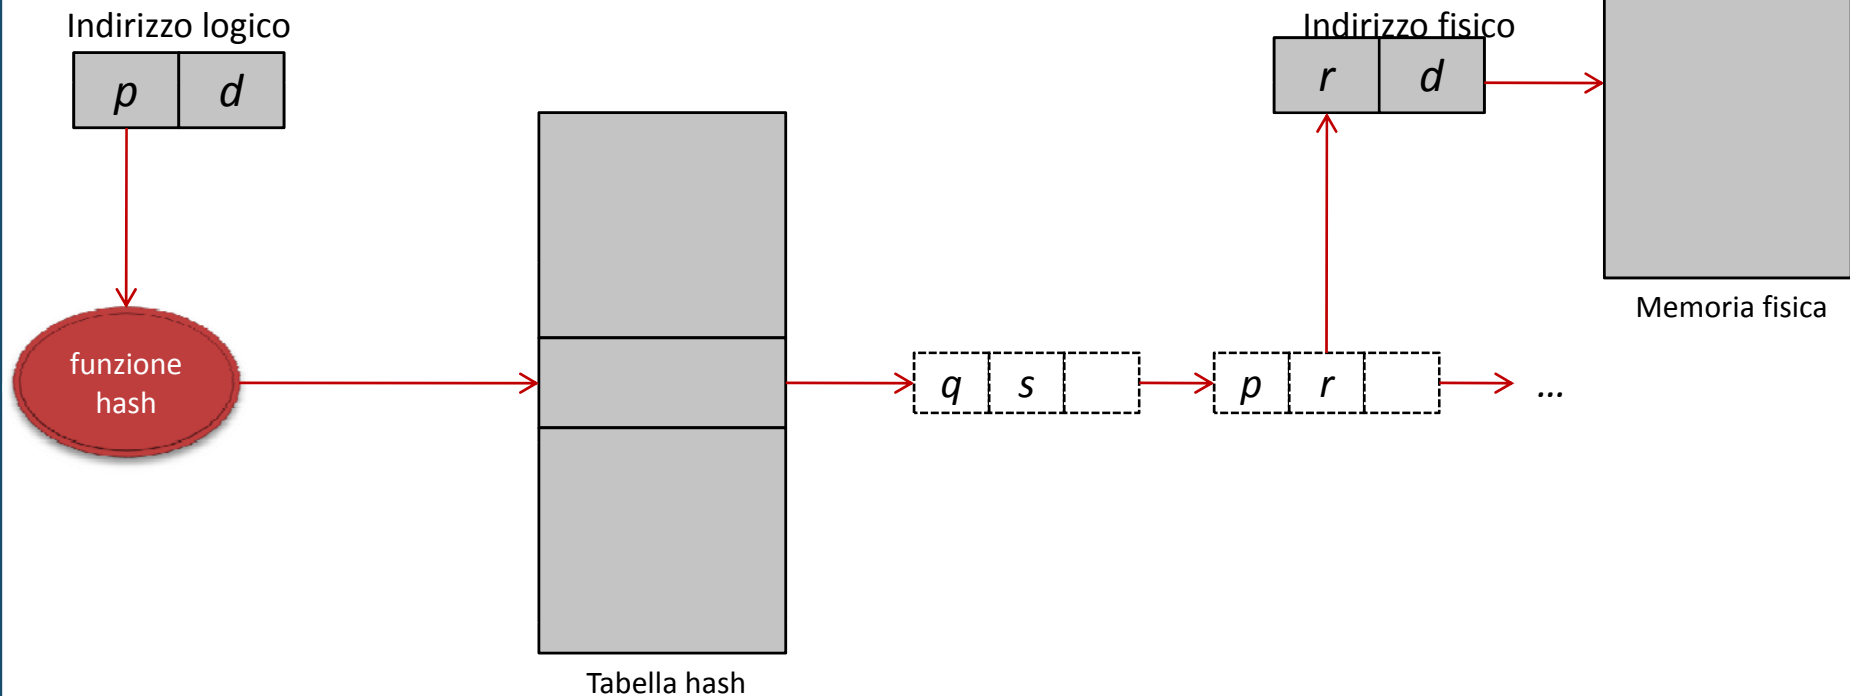 Indirizzo logico
p d
Indirizzo fisico
r d
Memoria fisica
funzione
hash
q s
p r
...
Tabella hash